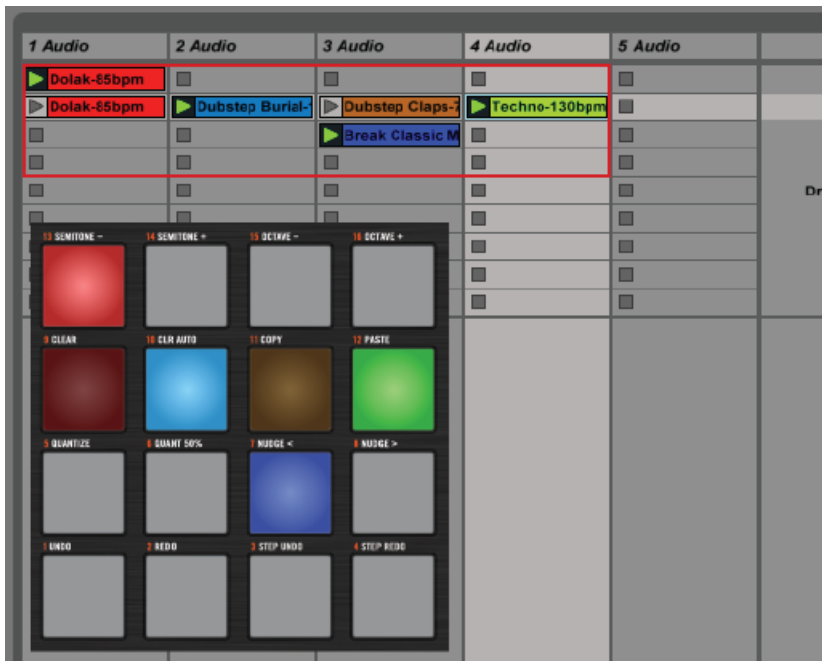 1 Audio 2 Audio 3 Audio 4 Audio 5 Audio
Dolak-85bpm
Dolak-85bpm Dubstep Burial- Dubstep Claps-7 Techno-130bpm
Break Classic M
Dr
13 SEMITONE – 14 SEMITONE + 15 OCTAVE – 16 OCTAVE +
9 CLEAR 10 CLR AUTO 11 COPY 12 PASTE
5 QUANTIZE 6 QUANT 50% 7 NUDGE < 8 NUDGE >
1 UNDO 2 REDO 3 STEP UNDO 4 STEP REDO